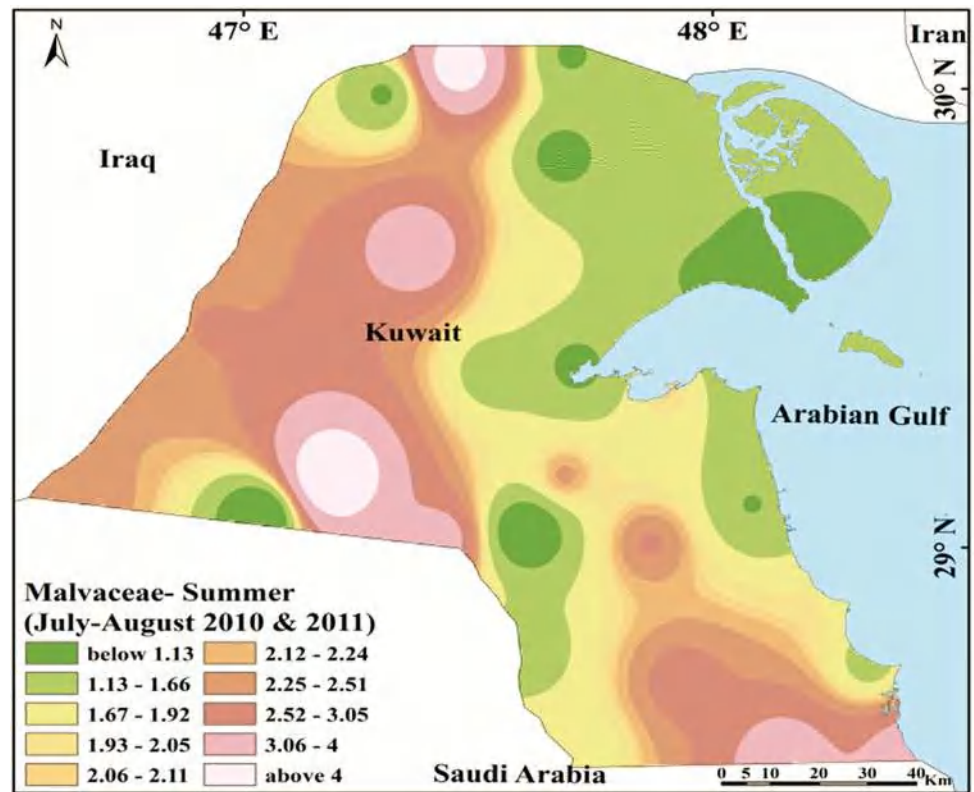 N
47° E
48° E
Iran
30° N
Iraq
Kuwait
Arabian Gulf
29° N
Malvaceae- Summer
(July-August 2010 & 2011)
below 1.13
2.12 - 2.24
1.13 - 1.66
2.25 - 2.51
1.67 - 1.92
2.52 - 3.05
1.93 - 2.05
3.06 - 4
2.06 - 2.11
above 4
Saudi Arabia
0 5 10 20 30 40
Km